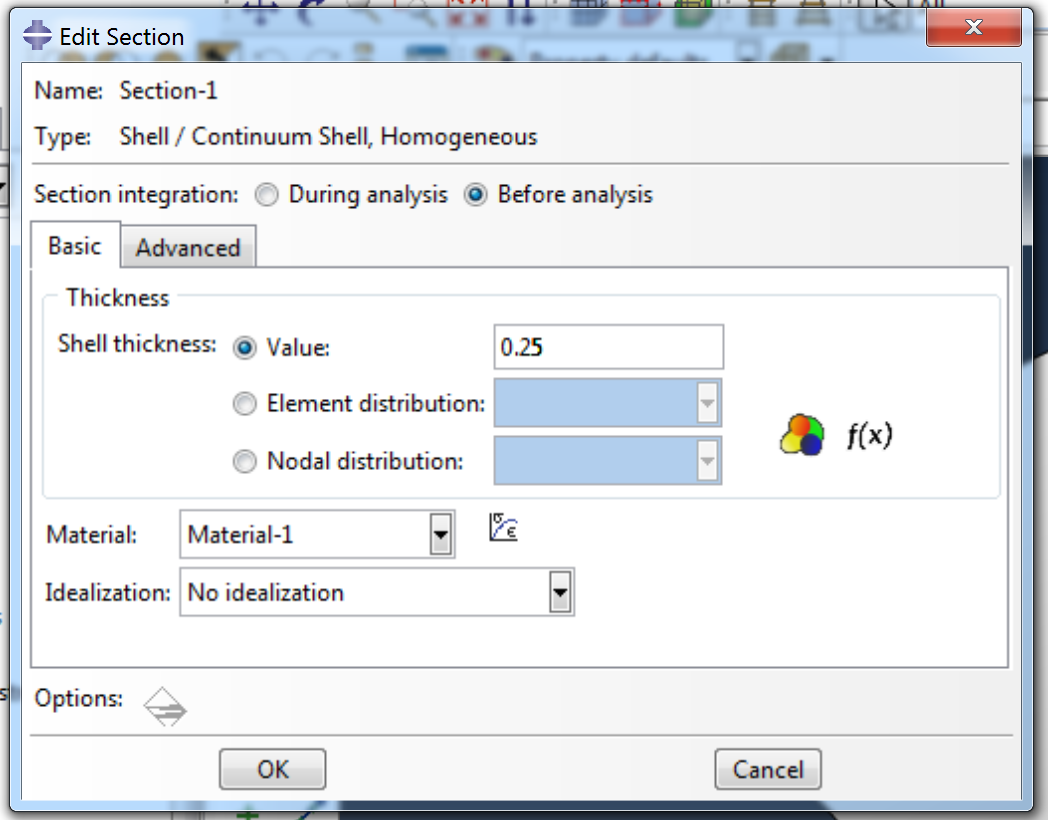 Edit Section
Name: Section-1
Type: Shell / Continuum Shell, Homogeneous
Section integration: During analysis Before analysis
Basic Advanced
Thickness
Shell thickness: Value: 0.25
Element distribution:
Nodal distribution:
f(x)
Material: Material-1
σ
ε
Idealization: No idealization
Options:
OK Cancel